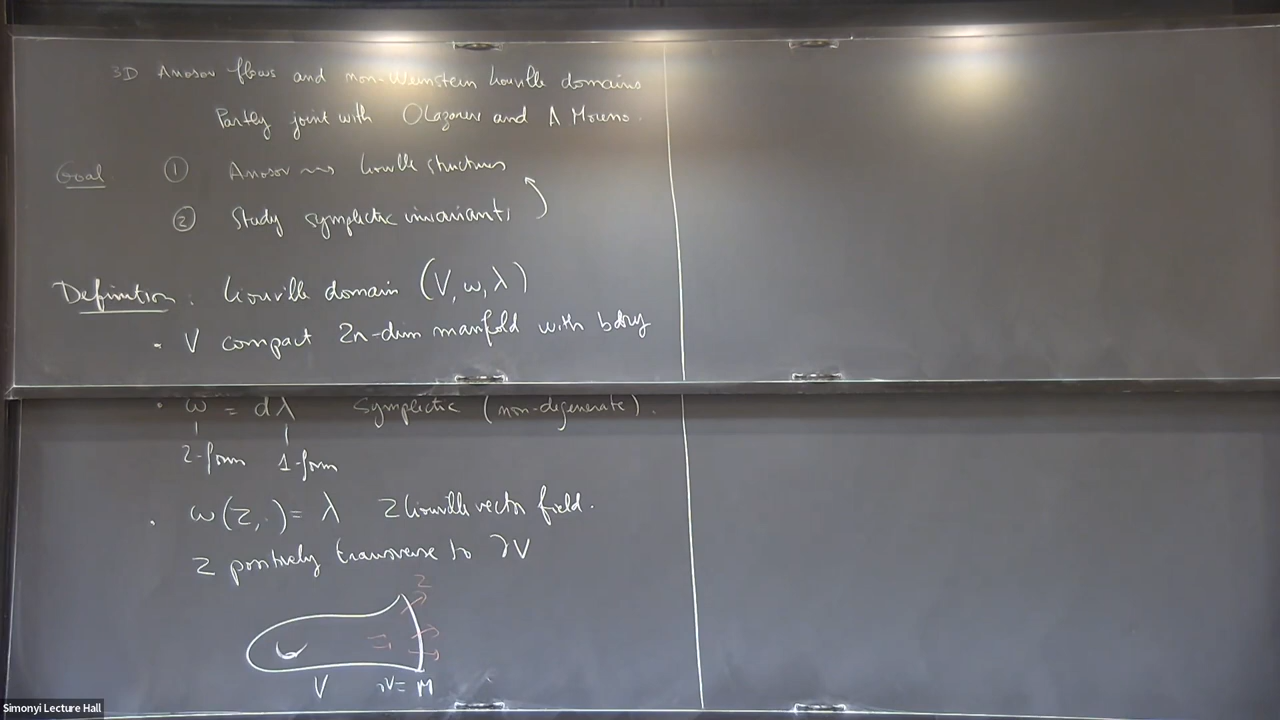 3D Anosov flows and non-Weinstein Liouville domains
Partly joint with O Lazarev and A Moreno.
Goal ① Anosov ⇝ Liouville structures
② Study symplectic invariants
Definition: Liouville domain (V, ω, λ)
• V compact 2n-dim manifold with bdry
• ω = dλ symplectic (non-degenerate).
2-form 1-form
• ω(Z,·) = λ Z Liouville vector field.
Z positively transverse to ∂V
Z
V ∂V = M
Simonyi Lecture Hall